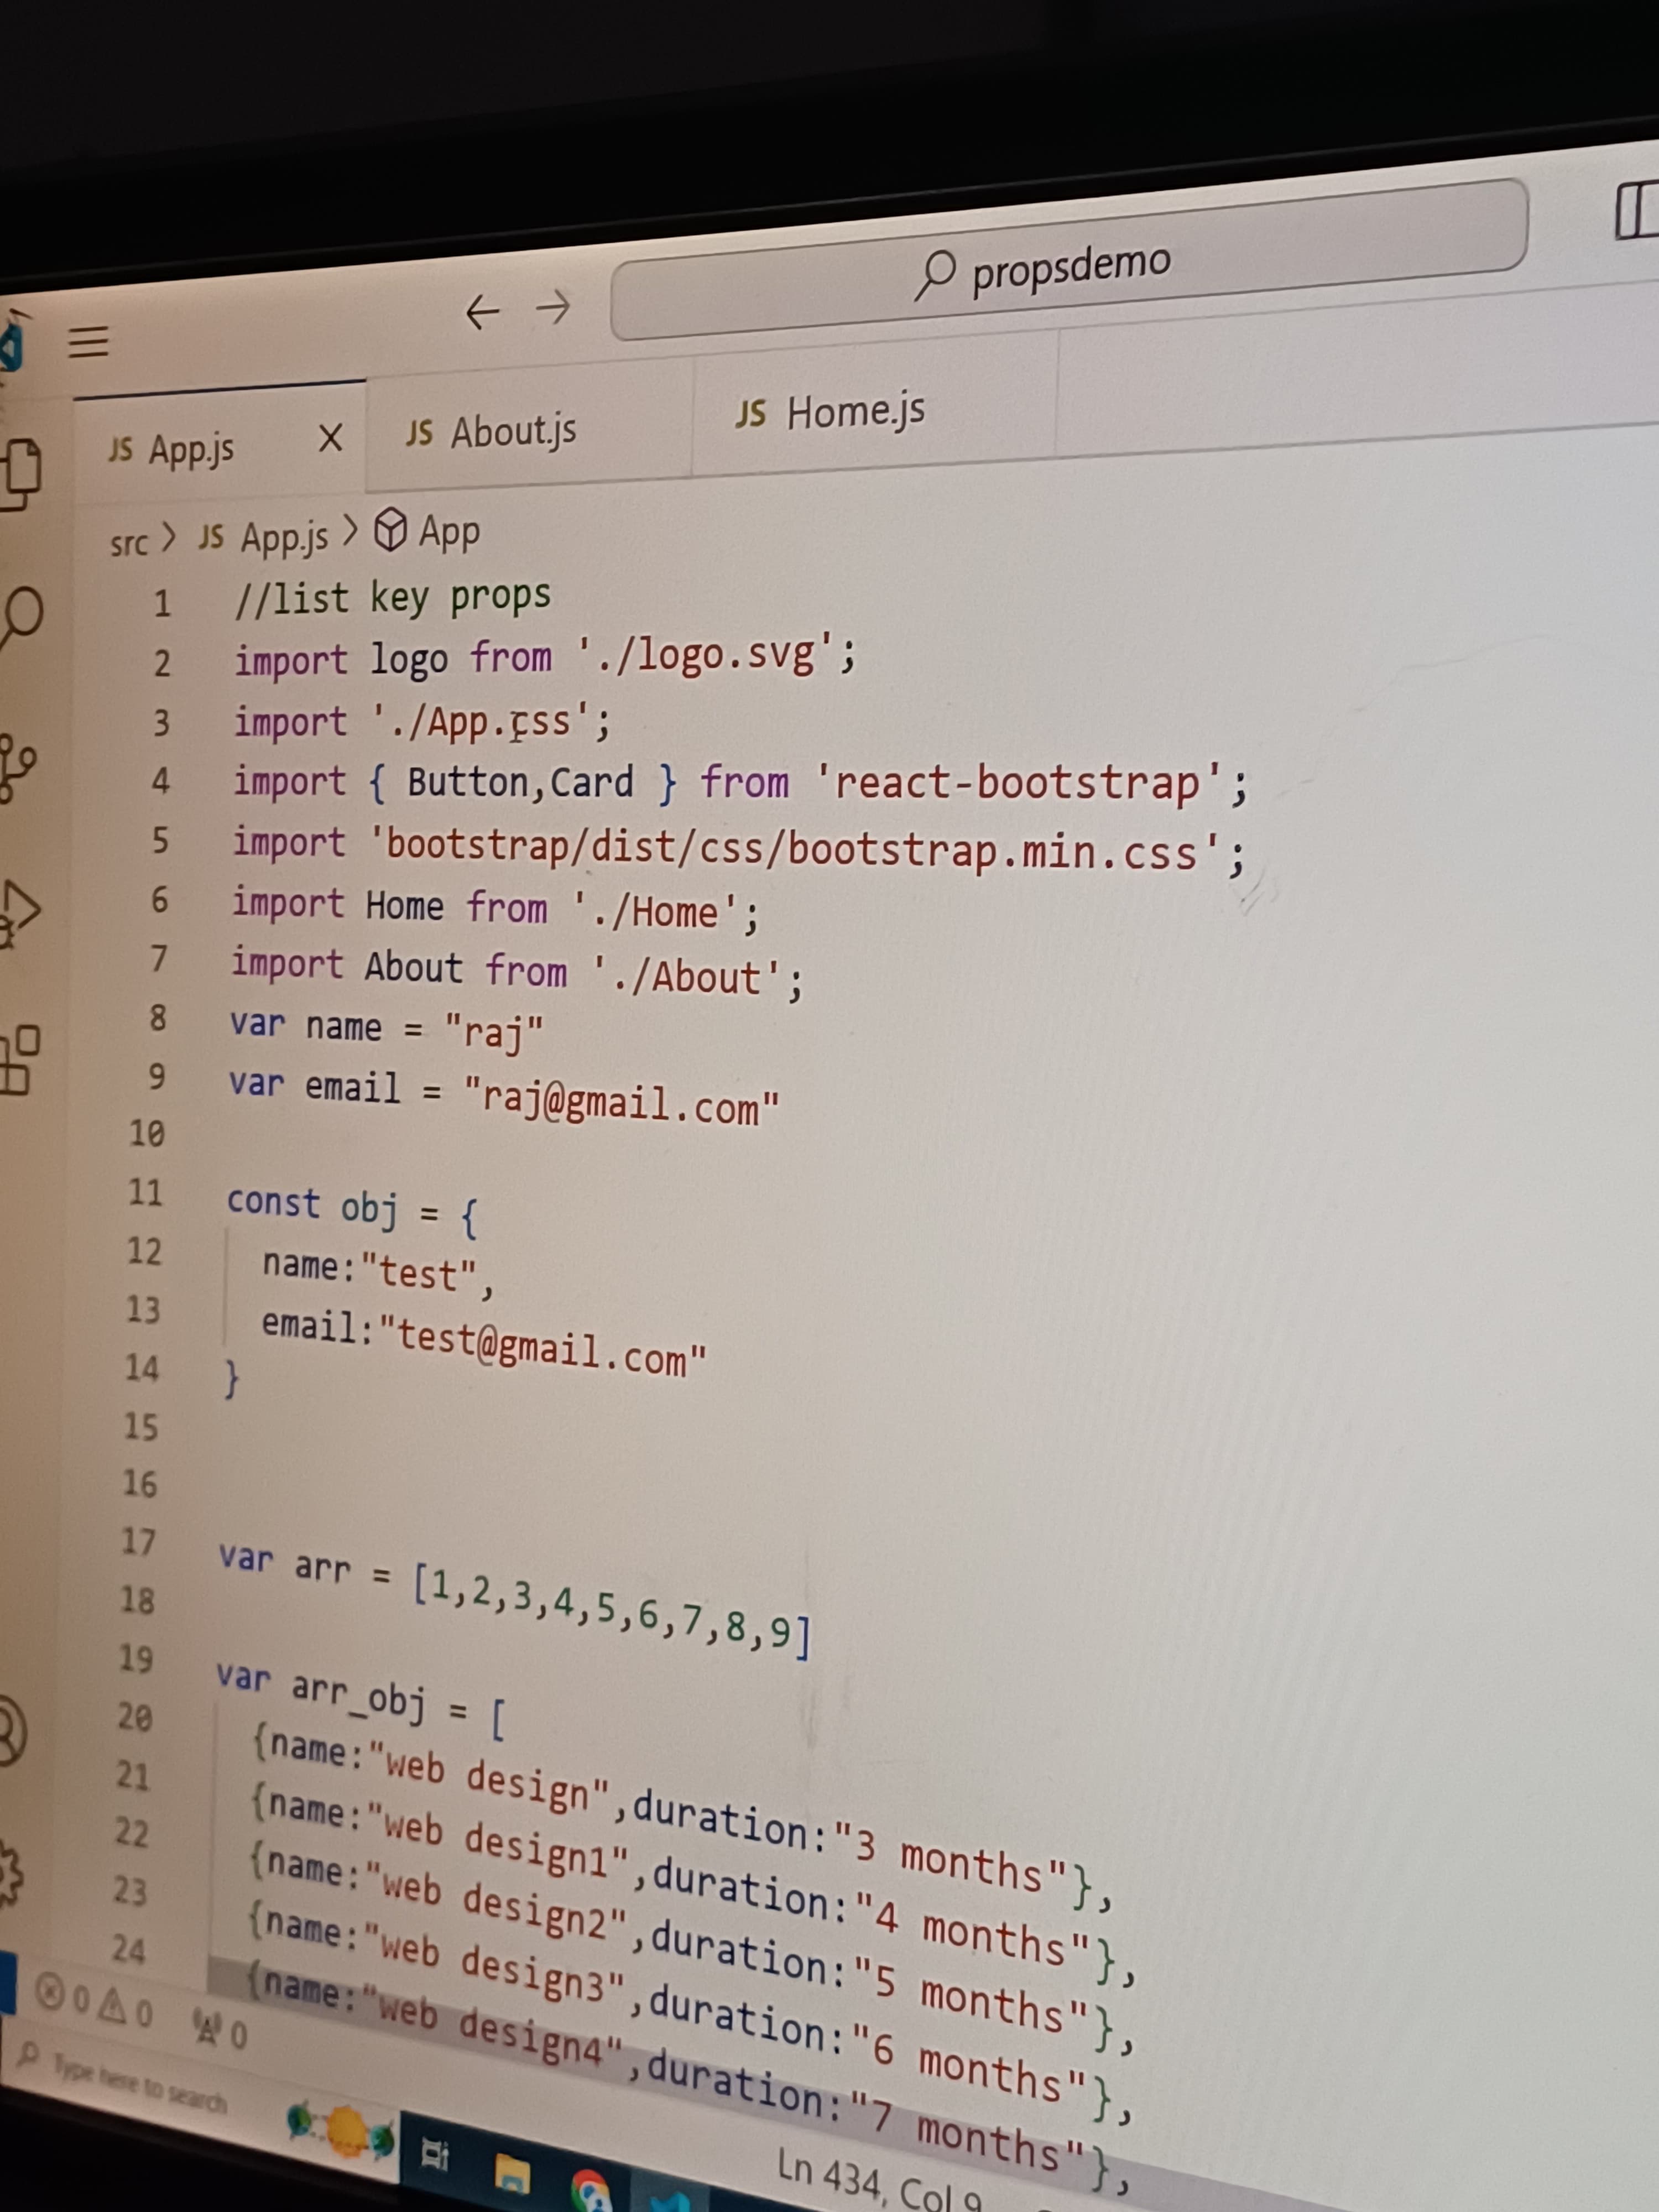 propsdemo
JS App.js X JS About.js JS Home.js
src > JS App.js > App
1 //list key props
2 import logo from './logo.svg';
3 import './App.css';
4 import { Button,Card } from 'react-bootstrap';
5 import 'bootstrap/dist/css/bootstrap.min.css';
6 import Home from './Home';
7 import About from './About';
8 var name = "raj"
9 var email = "raj@gmail.com"
10
11 const obj = {
12 name:"test",
13 email:"test@gmail.com"
14 }
15
16
17 var arr = [1,2,3,4,5,6,7,8,9]
18
19 var arr_obj = [
20 {name:"web design",duration:"3 months"},
21 {name:"web design1",duration:"4 months"},
22 {name:"web design2",duration:"5 months"},
23 {name:"web design3",duration:"6 months"},
24 {name:"web design4",duration:"7 months"},
0 0 0
Ln 434, Col 9
Type here to search